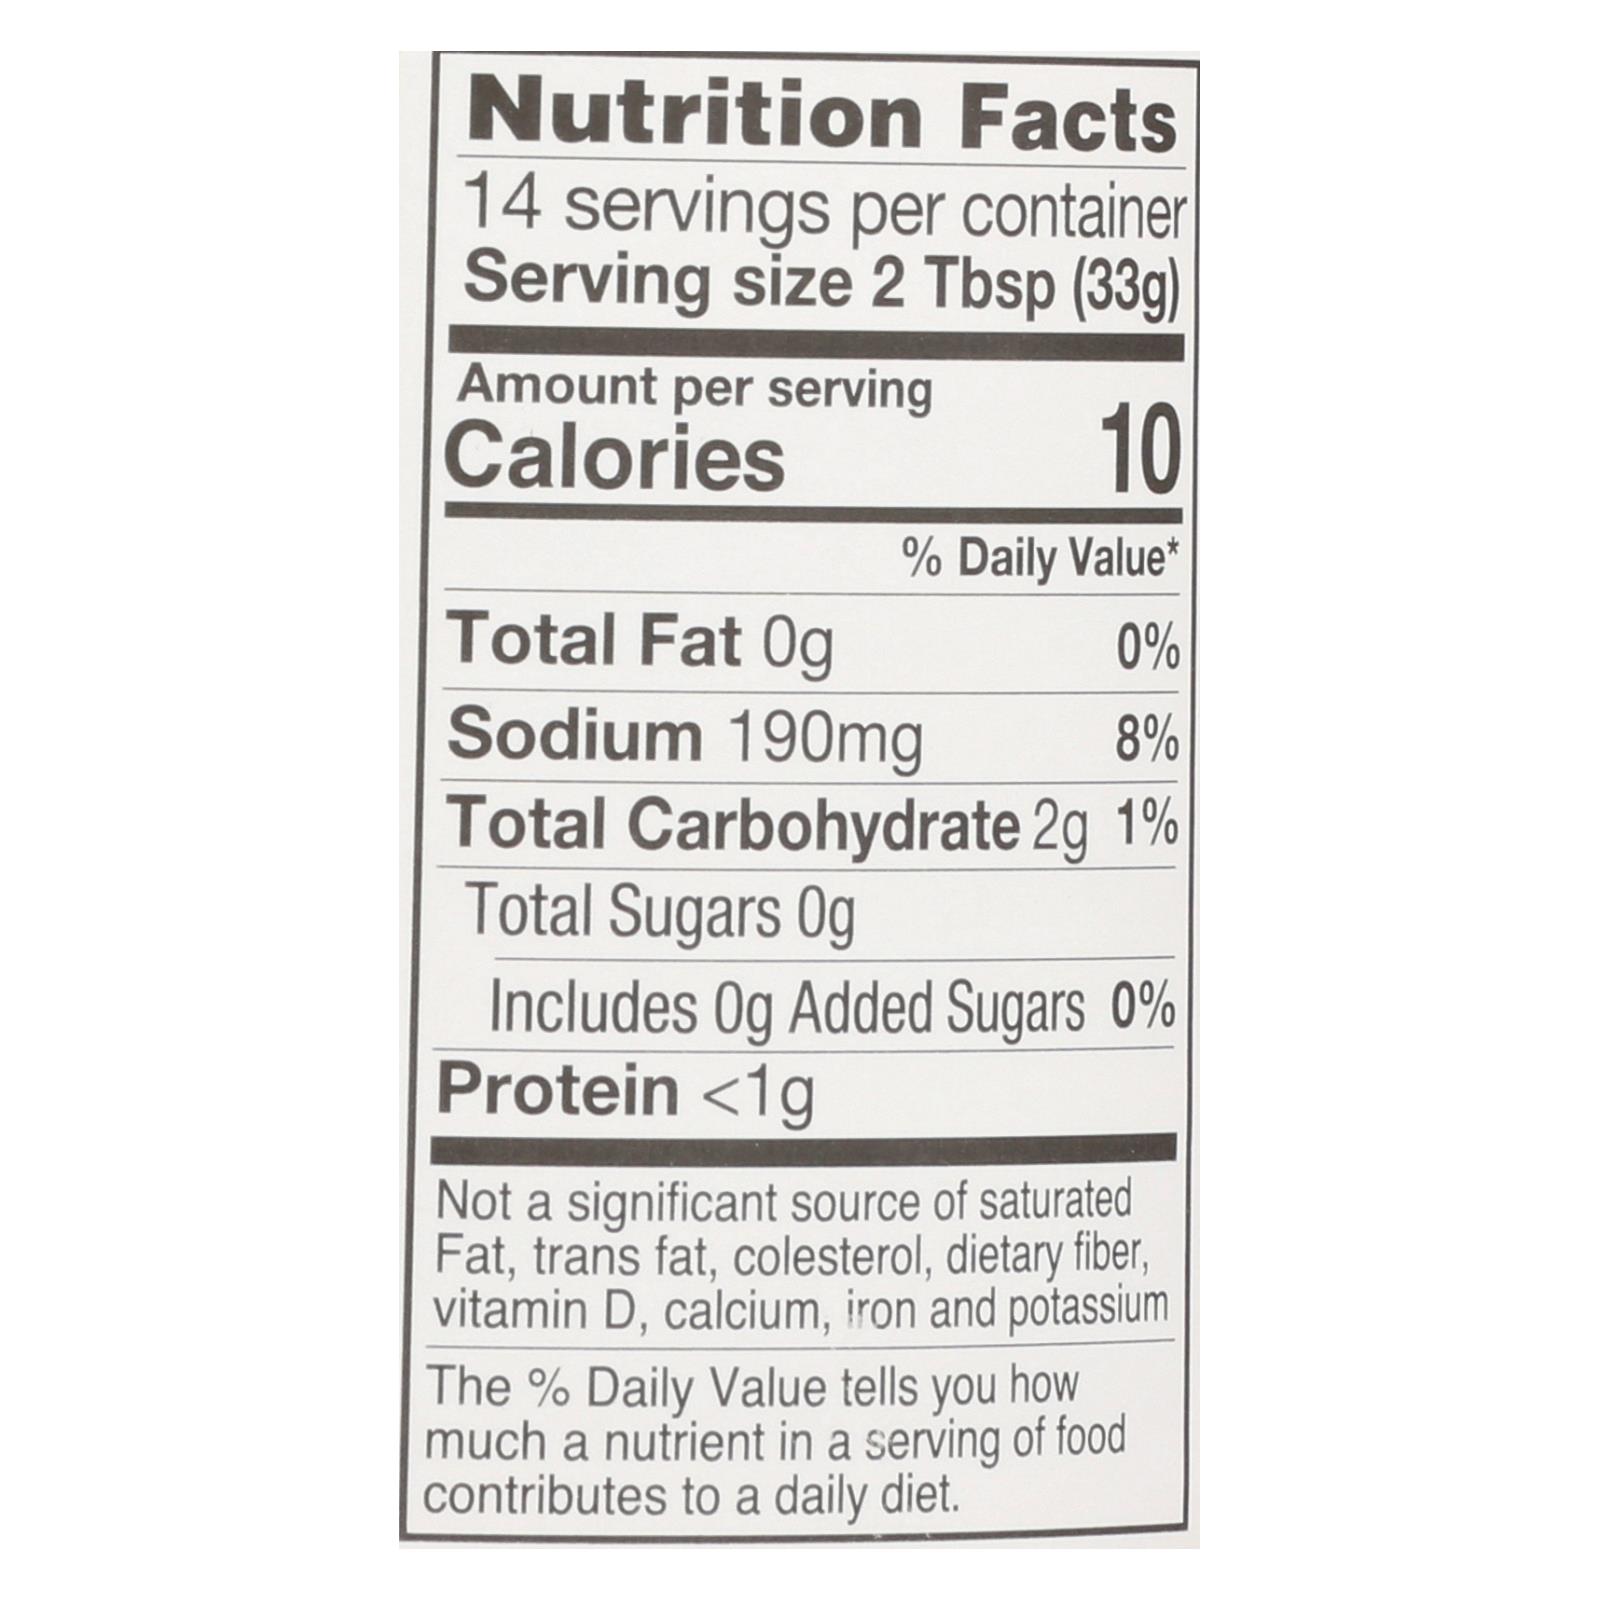 Nutrition Facts
14 servings per container
Serving size 2 Tbsp (33g)
Amount per serving
Calories 10
% Daily Value*
Total Fat 0g 0%
Sodium 190mg 8%
Total Carbohydrate 2g 1%
Total Sugars 0g
Includes 0g Added Sugars 0%
Protein <1g
Not a significant source of saturated
Fat, trans fat, colesterol, dietary fiber,
vitamin D, calcium, iron and potassium
The % Daily Value tells you how
much a nutrient in a serving of food
contributes to a daily diet.